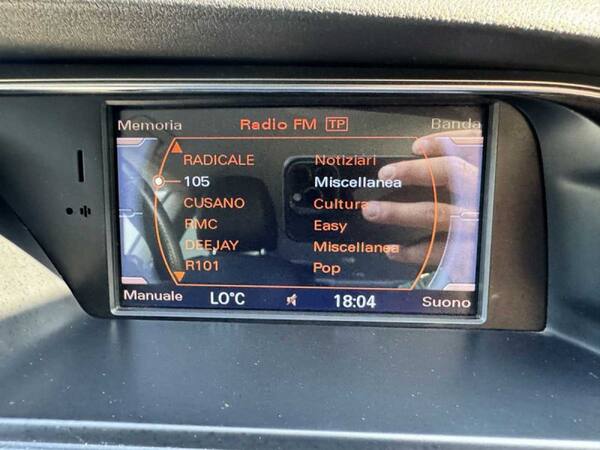 Memoria Radio FM TP Banda
RADICALE Notiziari
105 Miscellanea
CUSANO Cultura
RMC Easy
DEEJAY Miscellanea
R101 Pop
Manuale LO°C 18:04 Suono